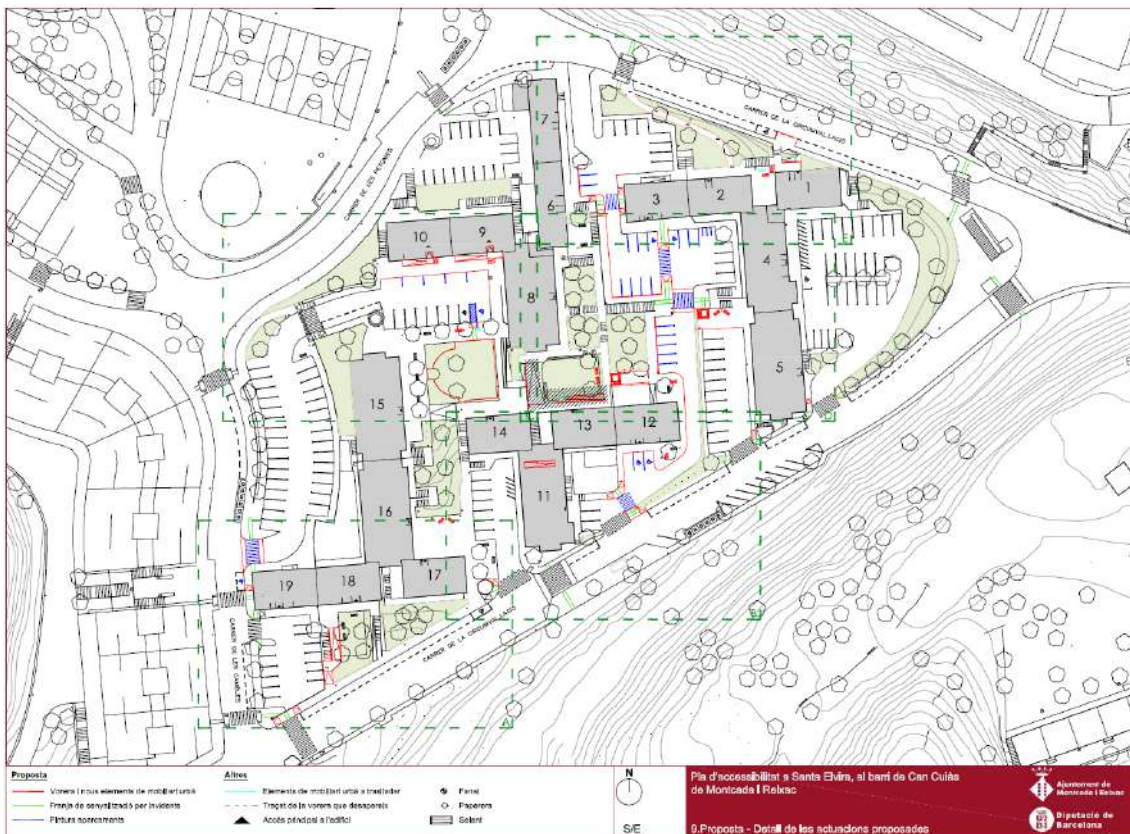 CARRER DE LA CIRCUMVAL·LACIÓ
CARRER DE LES
7
3
2
1
6
10
9
4
8
5
15
14
13
12
11
16
19
18
17
CARRER DE LA CIRCUMVAL·LACIÓ
CARRER DE LES
A
Proposta
Vorera i nous elements de mobiliari urbà
Franja de senyalització per invidents
Pintura aparcaments
Altres
Elements de mobiliari urbà a traslladar
Traçat de la vorera que desapareix
Accés principal a l'edifici
Fanal
Paperera
Seient
N
S/E
Pla d'accessibilitat a Santa Elvira, al barri de Can Cuiàs
de Montcada i Reixac
9.Proposta - Detall de les actuacions proposades
Ajuntament de
Montcada i Reixac
Diputació de
Barcelona